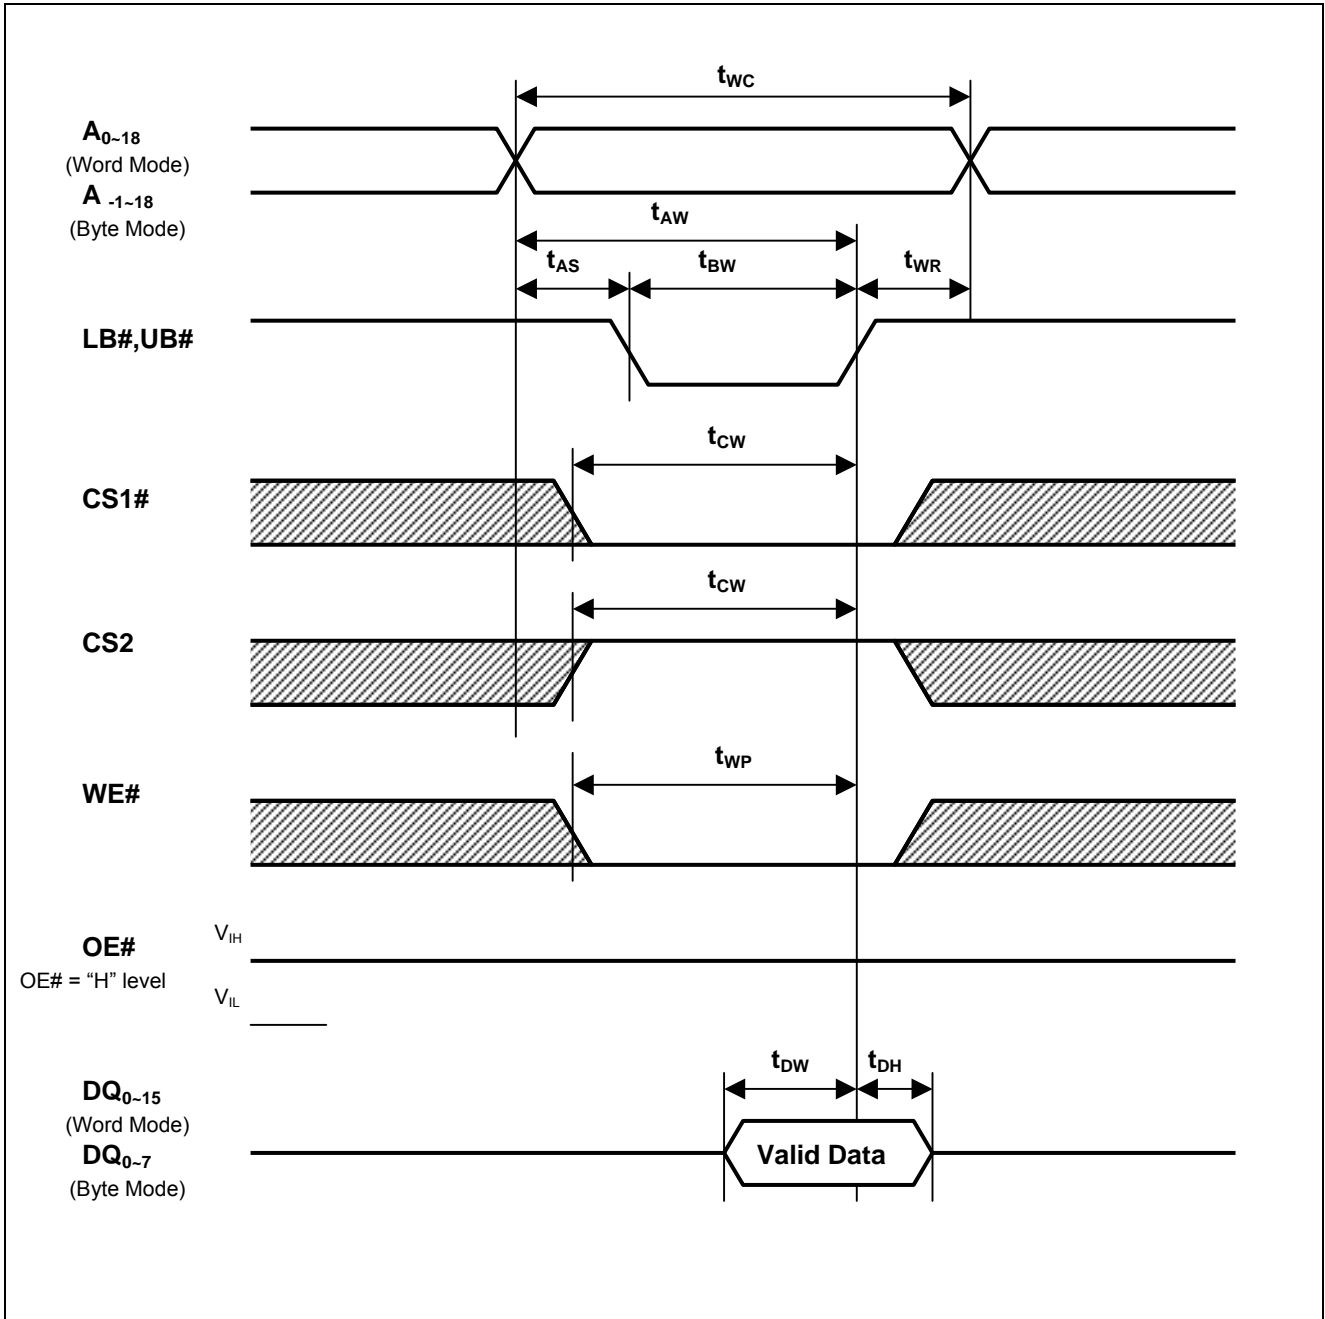 tWC
A0~18
(Word Mode)
A -1~18
(Byte Mode)
tAW
tAS
tBW
tWR
LB#,UB#
tCW
CS1#
tCW
CS2
tWP
WE#
VIH
OE#
OE# = “H” level
VIL
tDW
tDH
DQ0~15
(Word Mode)
DQ0~7
(Byte Mode)
Valid Data